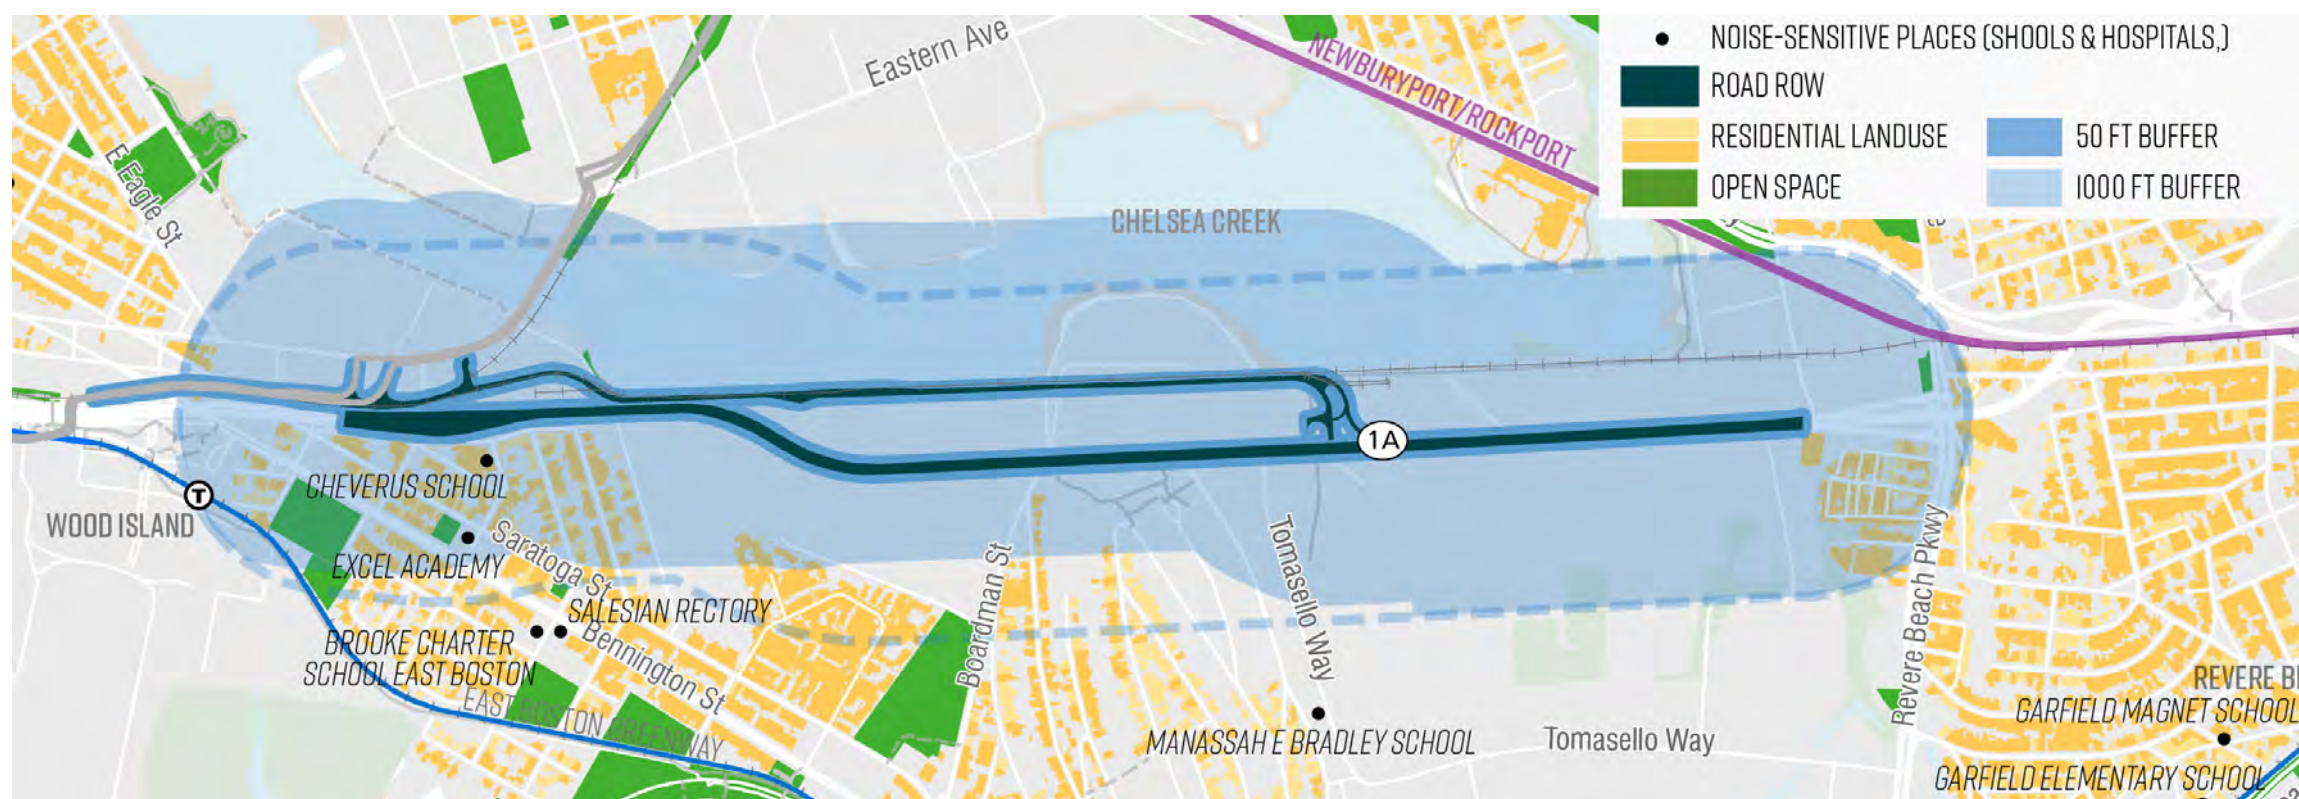 Eastern Ave
NEWBURYPORT/ROCKPORT
NOISE-SENSITIVE PLACES (SHOOLS & HOSPITALS,)
ROAD ROW
RESIDENTIAL LANDUSE
50 FT BUFFER
OPEN SPACE
1000 FT BUFFER
E Eagle St
CHELSEA CREEK
1A
T
WOOD ISLAND
CHEVERUS SCHOOL
EXCEL ACADEMY
Saratoga St
SALESIAN RECTORY
BROOKE CHARTER
SCHOOL EAST BOSTON
Bennington St
EAST BOSTON GREENWAY
Boardman St
Tomasello Way
MANASSAH E BRADLEY SCHOOL
Tomasello Way
Revere Beach Pkwy
REVERE B
GARFIELD MAGNET SCHOOL
GARFIELD ELEMENTARY SCHOOL